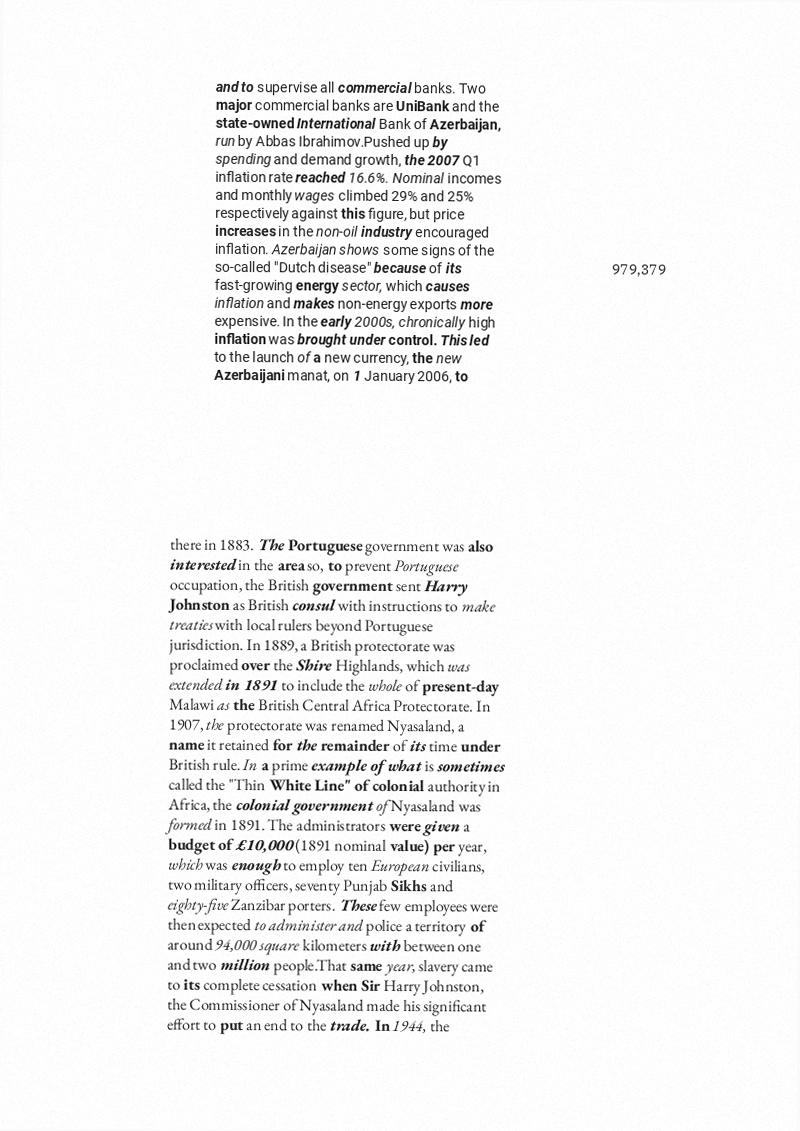 and to supervise all commercial banks. Two
major commercial banks are UniBank and the
state-owned International Bank of Azerbaijan,
run by Abbas Ibrahimov.Pushed up by
spending and demand growth, the 2007 Q1
inflation rate reached 16.6%. Nominal incomes
and monthly wages climbed 29% and 25%
respectively against this figure, but price
increases in the non-oil industry encouraged
inflation. Azerbaijan shows some signs of the
so-called "Dutch disease" because of its
fast-growing energy sector, which causes
inflation and makes non-energy exports more
expensive. In the early 2000s, chronically high
inflation was brought under control. This led
to the launch of a new currency, the new
Azerbaijani manat, on 1 January 2006, to
979,379
there in 1883. The Portuguese government was also
interested in the area so, to prevent Portuguese
occupation, the British government sent Harry
Johnston as British consul with instructions to make
treaties with local rulers beyond Portuguese
jurisdiction. In 1889, a British protectorate was
proclaimed over the Shire Highlands, which was
extended in 1891 to include the whole of present-day
Malawi as the British Central Africa Protectorate. In
1907, the protectorate was renamed Nyasaland, a
name it retained for the remainder of its time under
British rule. In a prime example of what is sometimes
called the "Thin White Line" of colonial authority in
Africa, the colonial government of Nyasaland was
formed in 1891. The administrators were given a
budget of £10,000 (1891 nominal value) per year,
which was enough to employ ten European civilians,
two military officers, seventy Punjab Sikhs and
eighty-five Zanzibar porters. These few employees were
then expected to administer and police a territory of
around 94,000 square kilometers with between one
and two million people.That same year, slavery came
to its complete cessation when Sir Harry Johnston,
the Commissioner of Nyasaland made his significant
effort to put an end to the trade. In 1944, the